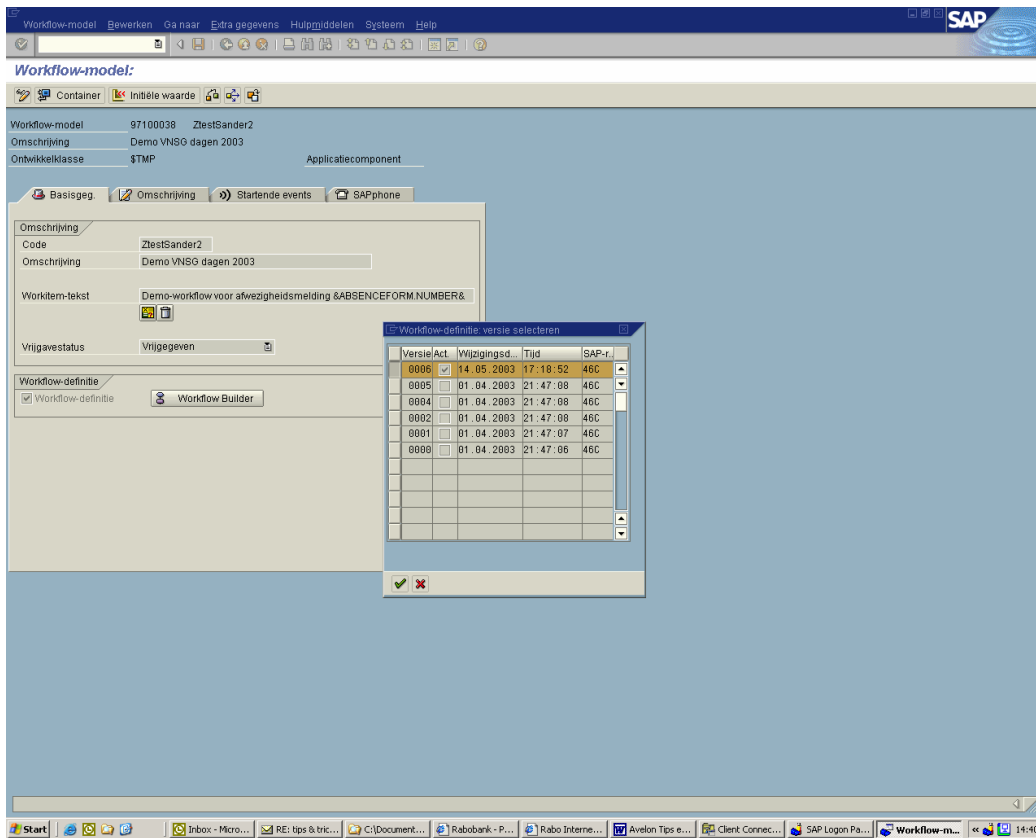 Workflow-model Bewerken Ga naar Extra gegevens Hulpmiddelen Systeem Help
SAP
Workflow-model:
Container Initiële waarde
Workflow-model 97100038 ZtestSander2
Omschrijving Demo VNSG dagen 2003
Ontwikkelklasse $TMP Applicatiecomponent
Basisgeg. Omschrijving Startende events SAPphone
Omschrijving
Code ZtestSander2
Omschrijving Demo VNSG dagen 2003
Workitem-tekst Demo-workflow voor afwezigheidsmelding &ABSENCEFORM.NUMBER&
Vrijgavestatus Vrijgegeven
Workflow-definitie
Workflow-definitie Workflow Builder
Workflow-definitie: versie selecteren
Versie Act. Wijzigingsd... Tijd SAP-r..
0006 14.05.2003 17:18:52 46C
0005 01.04.2003 21:47:08 46C
0004 01.04.2003 21:47:08 46C
0002 01.04.2003 21:47:08 46C
0001 01.04.2003 21:47:07 46C
0000 01.04.2003 21:47:06 46C
Start Inbox - Micro... RE: tips & tric... C:\Document... Rabobank - P... Rabo Interne... Avelon Tips e... Client Connec... SAP Logon Pa... Workflow-m... «